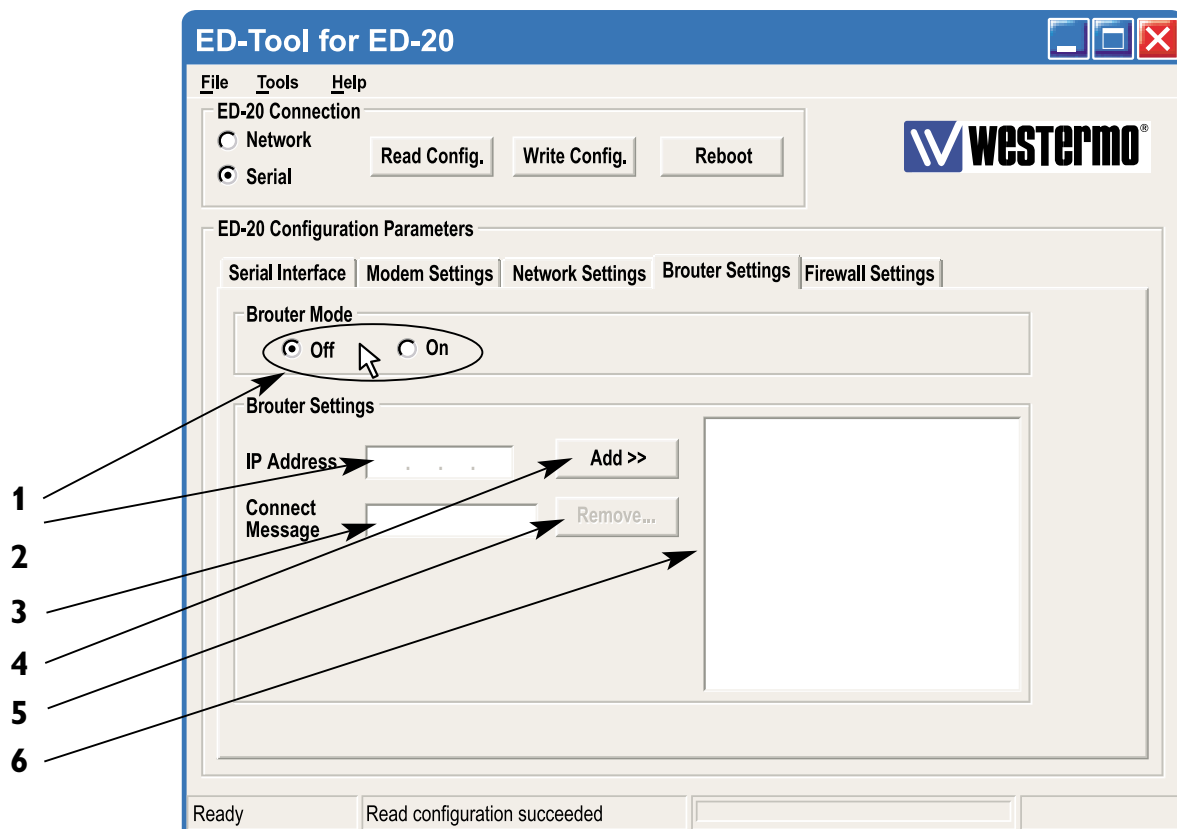 ED-Tool for ED-20
File Tools Help
ED-20 Connection
Network
Serial
Read Config. Write Config. Reboot
westermo®
ED-20 Configuration Parameters
Serial Interface Modem Settings Network Settings Brouter Settings Firewall Settings
Brouter Mode
Off On
Brouter Settings
IP Address . . . Add >>
Connect
Message
Remove...
1
2
3
4
5
6
Ready Read configuration succeeded